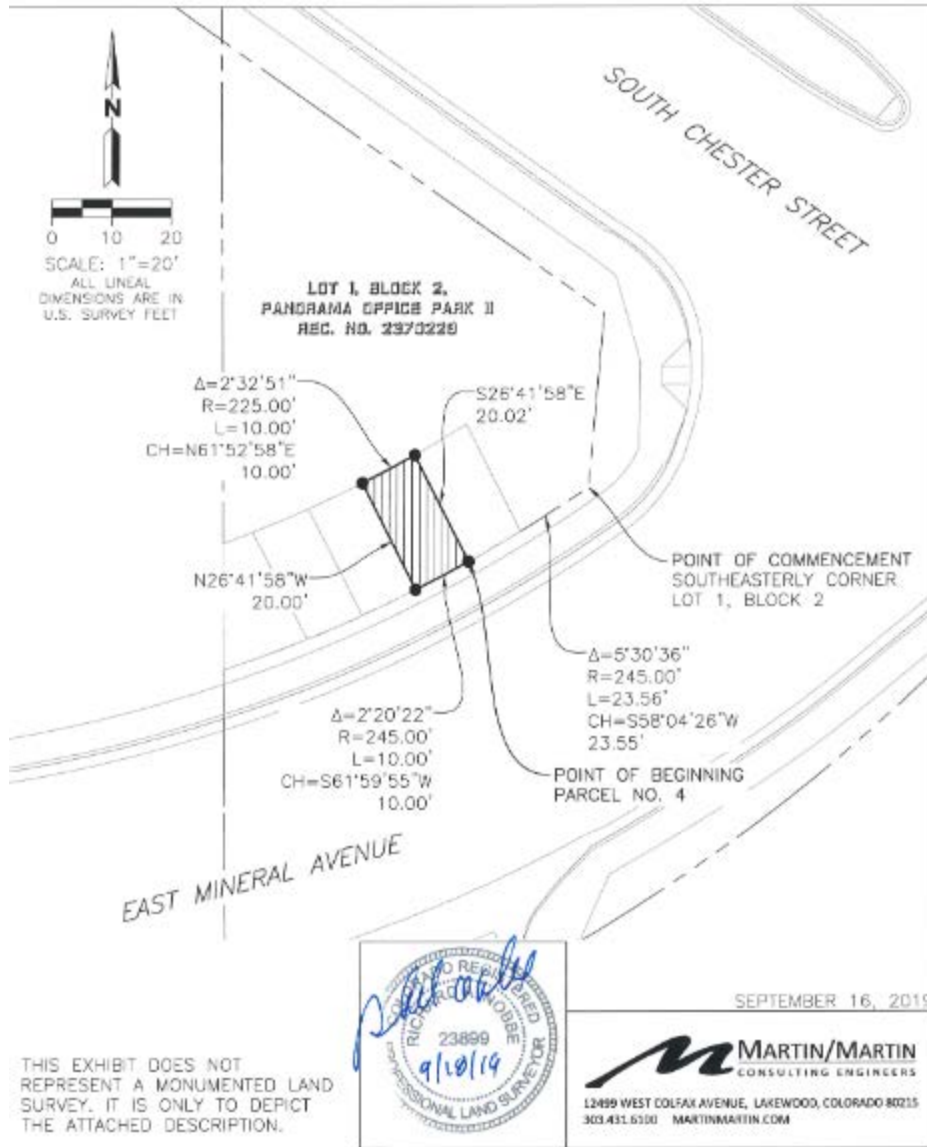 N
0 10 20
SCALE: 1"=20'
ALL LINEAL
DIMENSIONS ARE IN
U.S. SURVEY FEET
SOUTH CHESTER STREET
LOT 1, BLOCK 2,
PANORAMA OFFICE PARK II
REC. NO. 2370228
Δ=2°32'51"
R=225.00'
L=10.00'
CH=N61°52'58"E
10.00'
S26°41'58"E
20.02'
N26°41'58"W
20.00'
POINT OF COMMENCEMENT
SOUTHEASTERLY CORNER
LOT 1, BLOCK 2
Δ=5°30'36"
R=245.00'
L=23.56'
CH=S58°04'26"W
23.55'
Δ=2°20'22"
R=245.00'
L=10.00'
CH=S61°59'55"W
10.00'
POINT OF BEGINNING
PARCEL NO. 4
EAST MINERAL AVENUE
COLORADO REGISTERED
RICHARD NOBBE
23899
9/18/19
PROFESSIONAL LAND SURVEYOR
SEPTEMBER 16, 2019
MARTIN/MARTIN
CONSULTING ENGINEERS
12499 WEST COLFAX AVENUE, LAKEWOOD, COLORADO 80215
303.431.6100 MARTINMARTIN.COM
THIS EXHIBIT DOES NOT
REPRESENT A MONUMENTED LAND
SURVEY. IT IS ONLY TO DEPICT
THE ATTACHED DESCRIPTION.